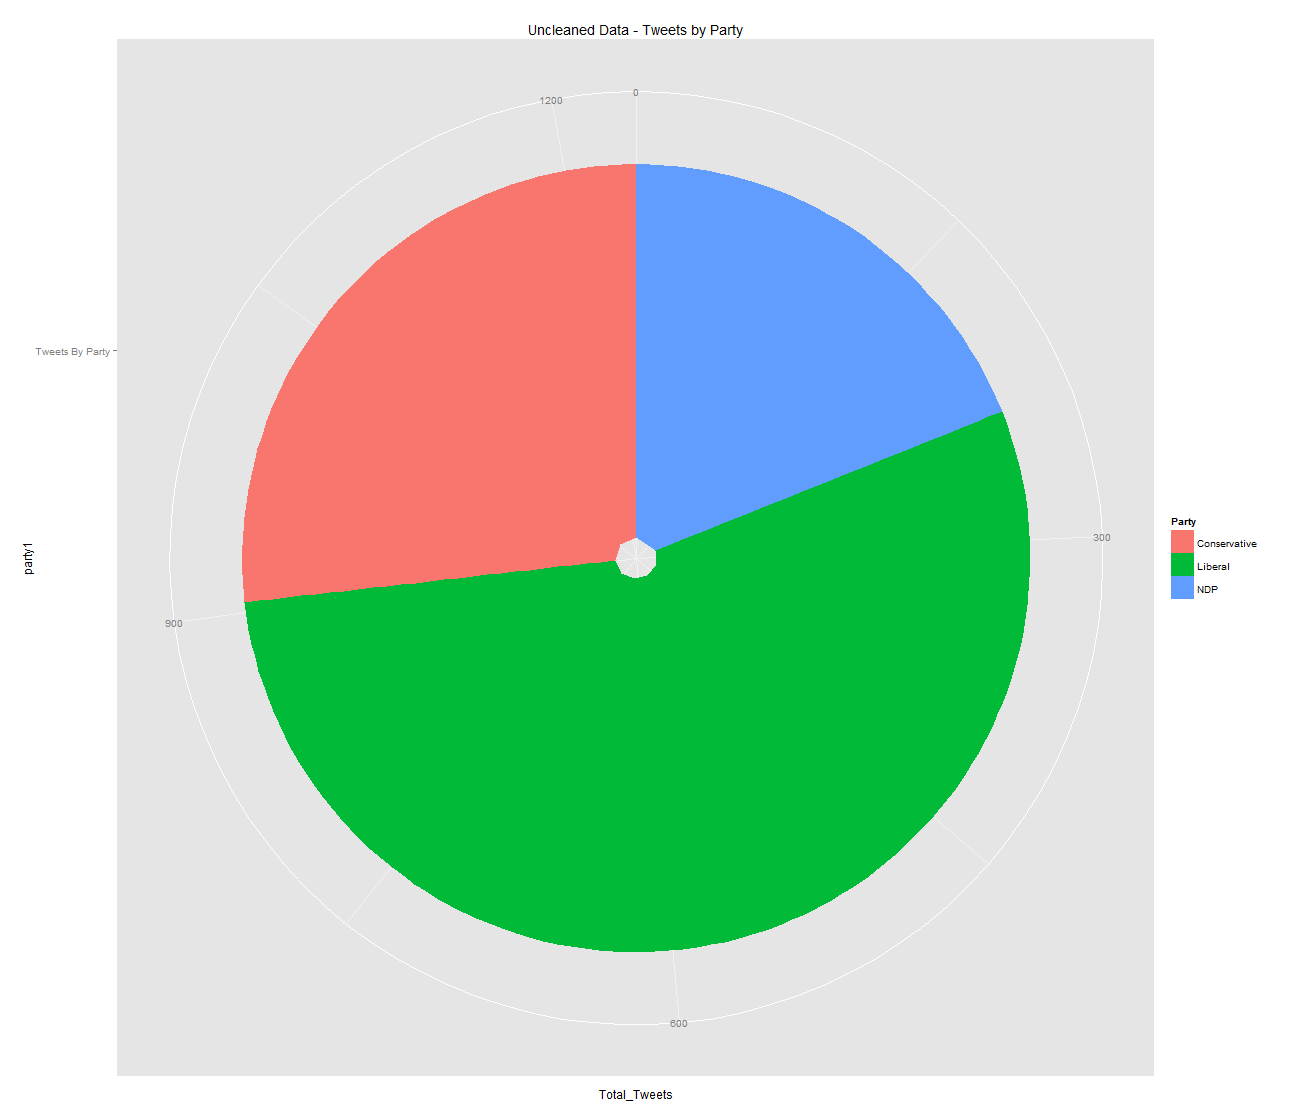 Uncleaned Data - Tweets by Party
1200
0
Tweets By Party
Party
Conservative
Liberal
NDP
300
party1
900
600
Total_Tweets